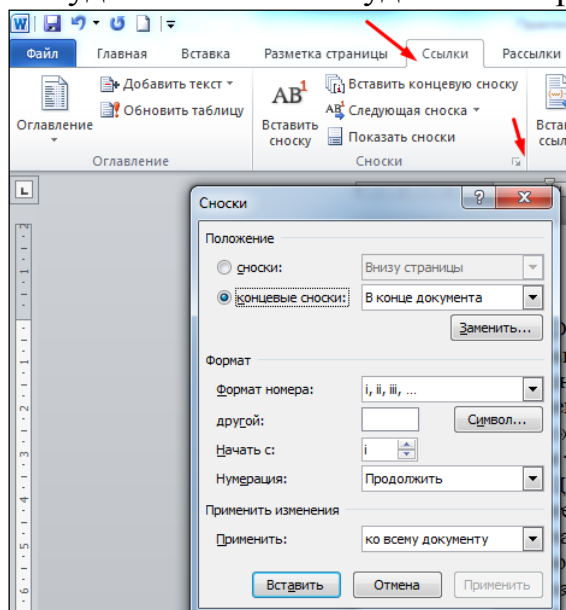 Файл Главная Вставка Разметка страницы Ссылки Рассылки
Оглавление
Добавить текст
Обновить таблицу
Оглавление
AB1
Вставить сноску
Вставить концевую сноску
AB1 Следующая сноска
Показать сноски
Сноски
Сноски
Положение
сноски: Внизу страницы
концевые сноски: В конце документа
Заменить...
Формат
Формат номера: i, ii, iii, ...
другой: Символ...
Начать с: i
Нумерация: Продолжить
Применить изменения
Применить: ко всему документу
Вставить Отмена Применить